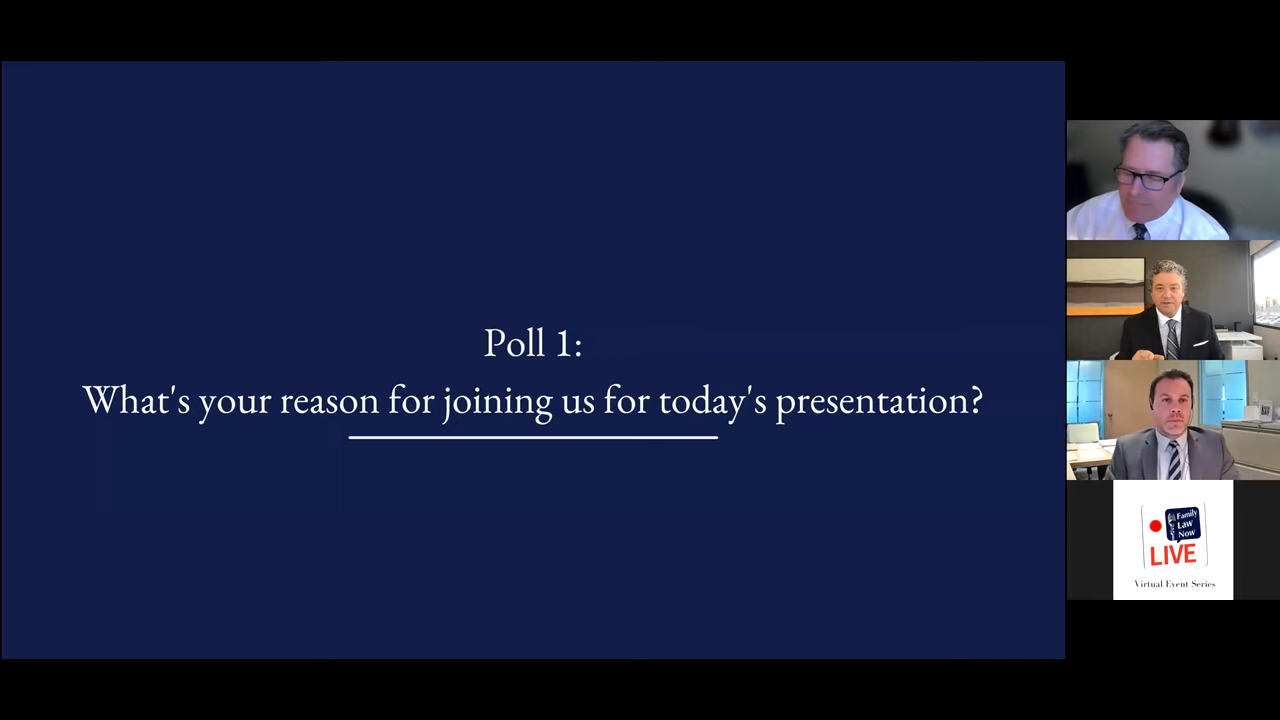 Poll 1:
What's your reason for joining us for today's presentation?
Family
Law
Now
LIVE
Virtual Event Series